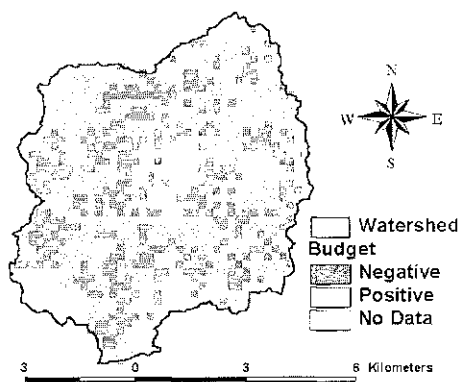 N
W E
S
Watershed
Budget
Negative
Positive
No Data
3 0 3 6 Kilometers